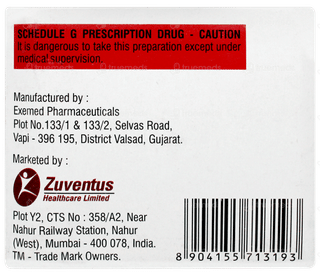 SCHEDULE G PRESCRIPTION DRUG - CAUTION
It is dangerous to take this preparation except under
medical supervision.
Manufactured by :
Exemed Pharmaceuticals
Plot No.133/1 & 133/2, Selvas Road,
Vapi - 396 195, District Valsad, Gujarat.
Marketed by :
Zuventus
Healthcare Limited
Plot Y2, CTS No : 358/A2, Near
Nahur Railway Station, Nahur
(West), Mumbai - 400 078, India.
TM - Trade Mark Owners.
8 904155 713193